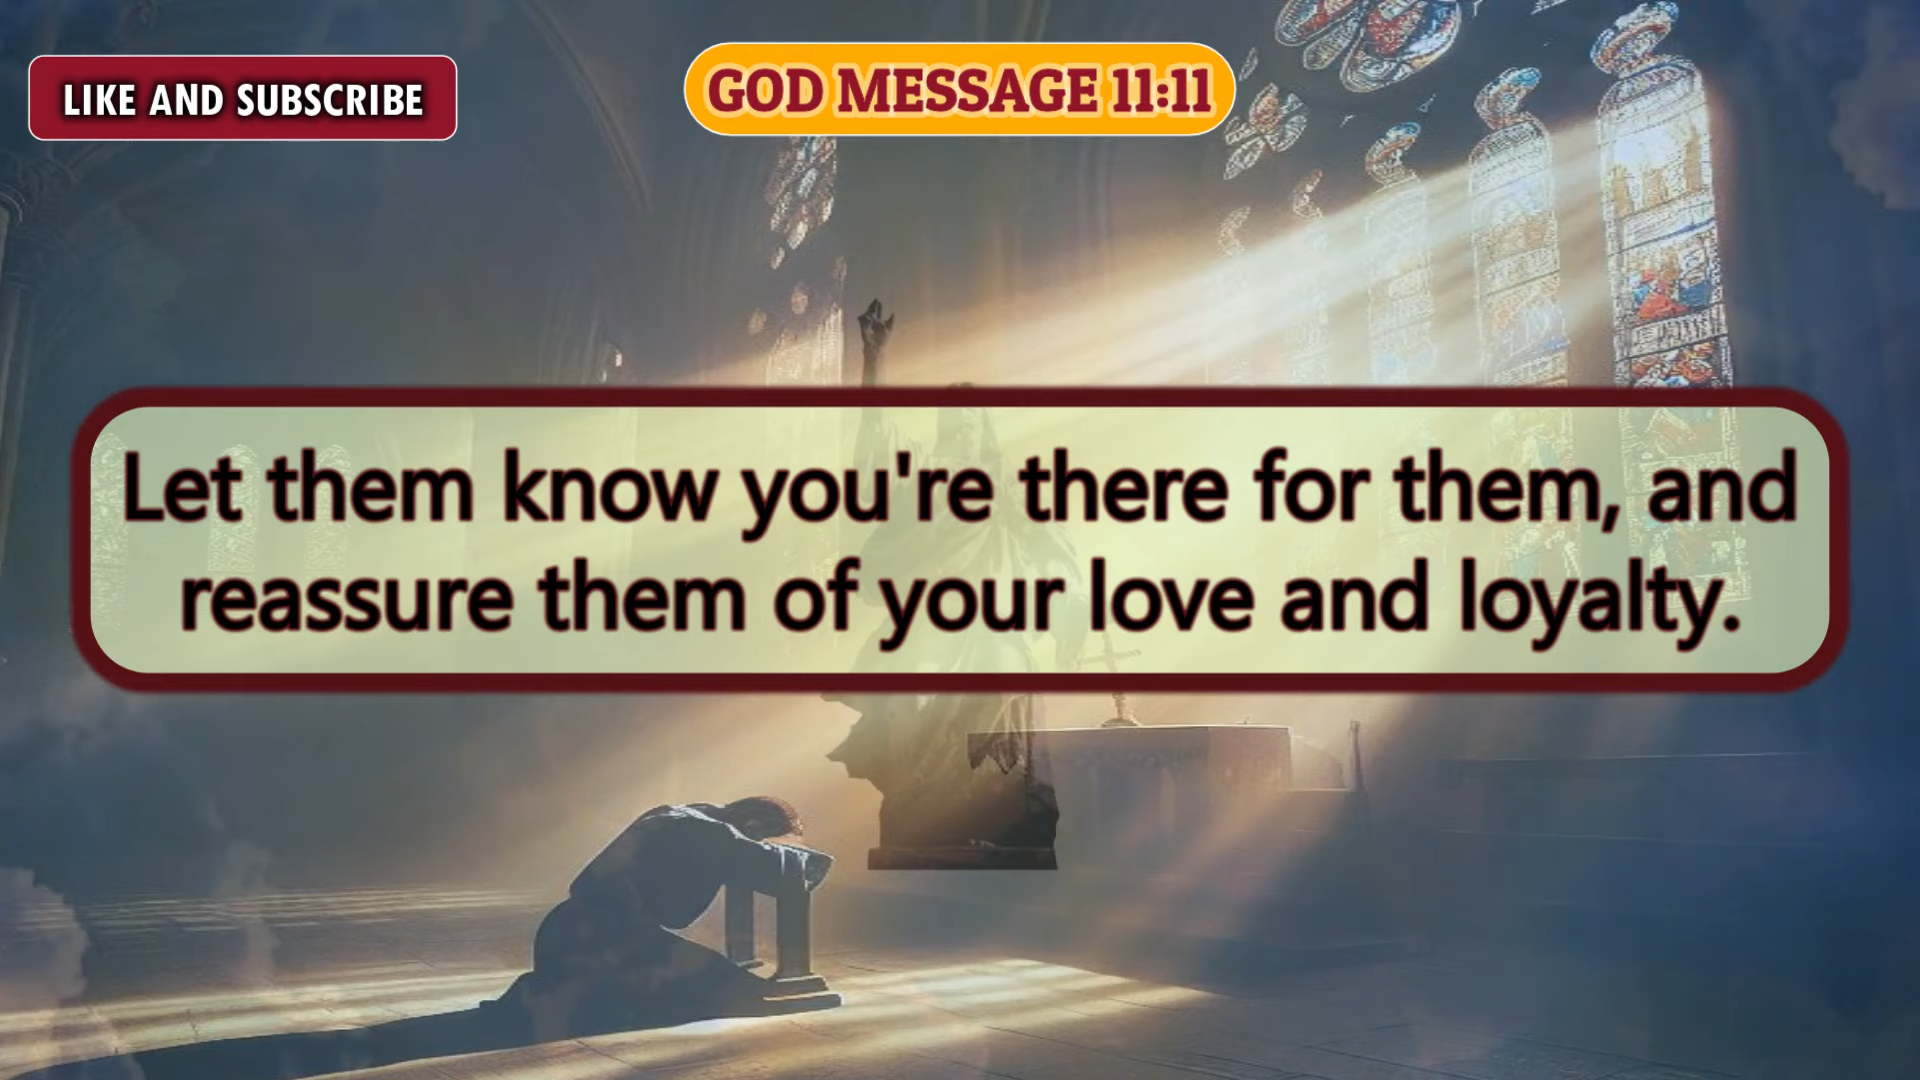 LIKE AND SUBSCRIBE
GOD MESSAGE 11:11
Let them know you're there for them, and
reassure them of your love and loyalty.